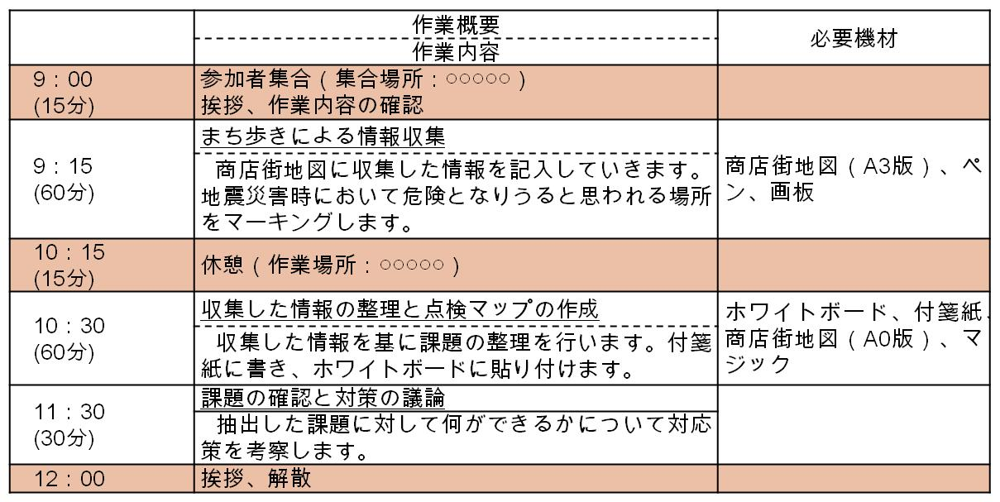 作業概要
作業内容
必要機材
9：00
(15分)
参加者集合（集合場所：○○○○○）
挨拶、作業内容の確認
9：15
(60分)
まち歩きによる情報収集
商店街地図に収集した情報を記入していきます。
地震災害時において危険となりうると思われる場所
をマーキングします。
商店街地図（A3版）、ペ
ン、画板
10：15
(15分)
休憩（作業場所：○○○○○）
10：30
(60分)
収集した情報の整理と点検マップの作成
収集した情報を基に課題の整理を行います。付箋
紙に書き、ホワイトボードに貼り付けます。
ホワイトボード、付箋紙、
商店街地図（A0版）、マ
ジック
11：30
(30分)
課題の確認と対策の議論
抽出した課題に対して何ができるかについて対応
策を考察します。
12：00
挨拶、解散